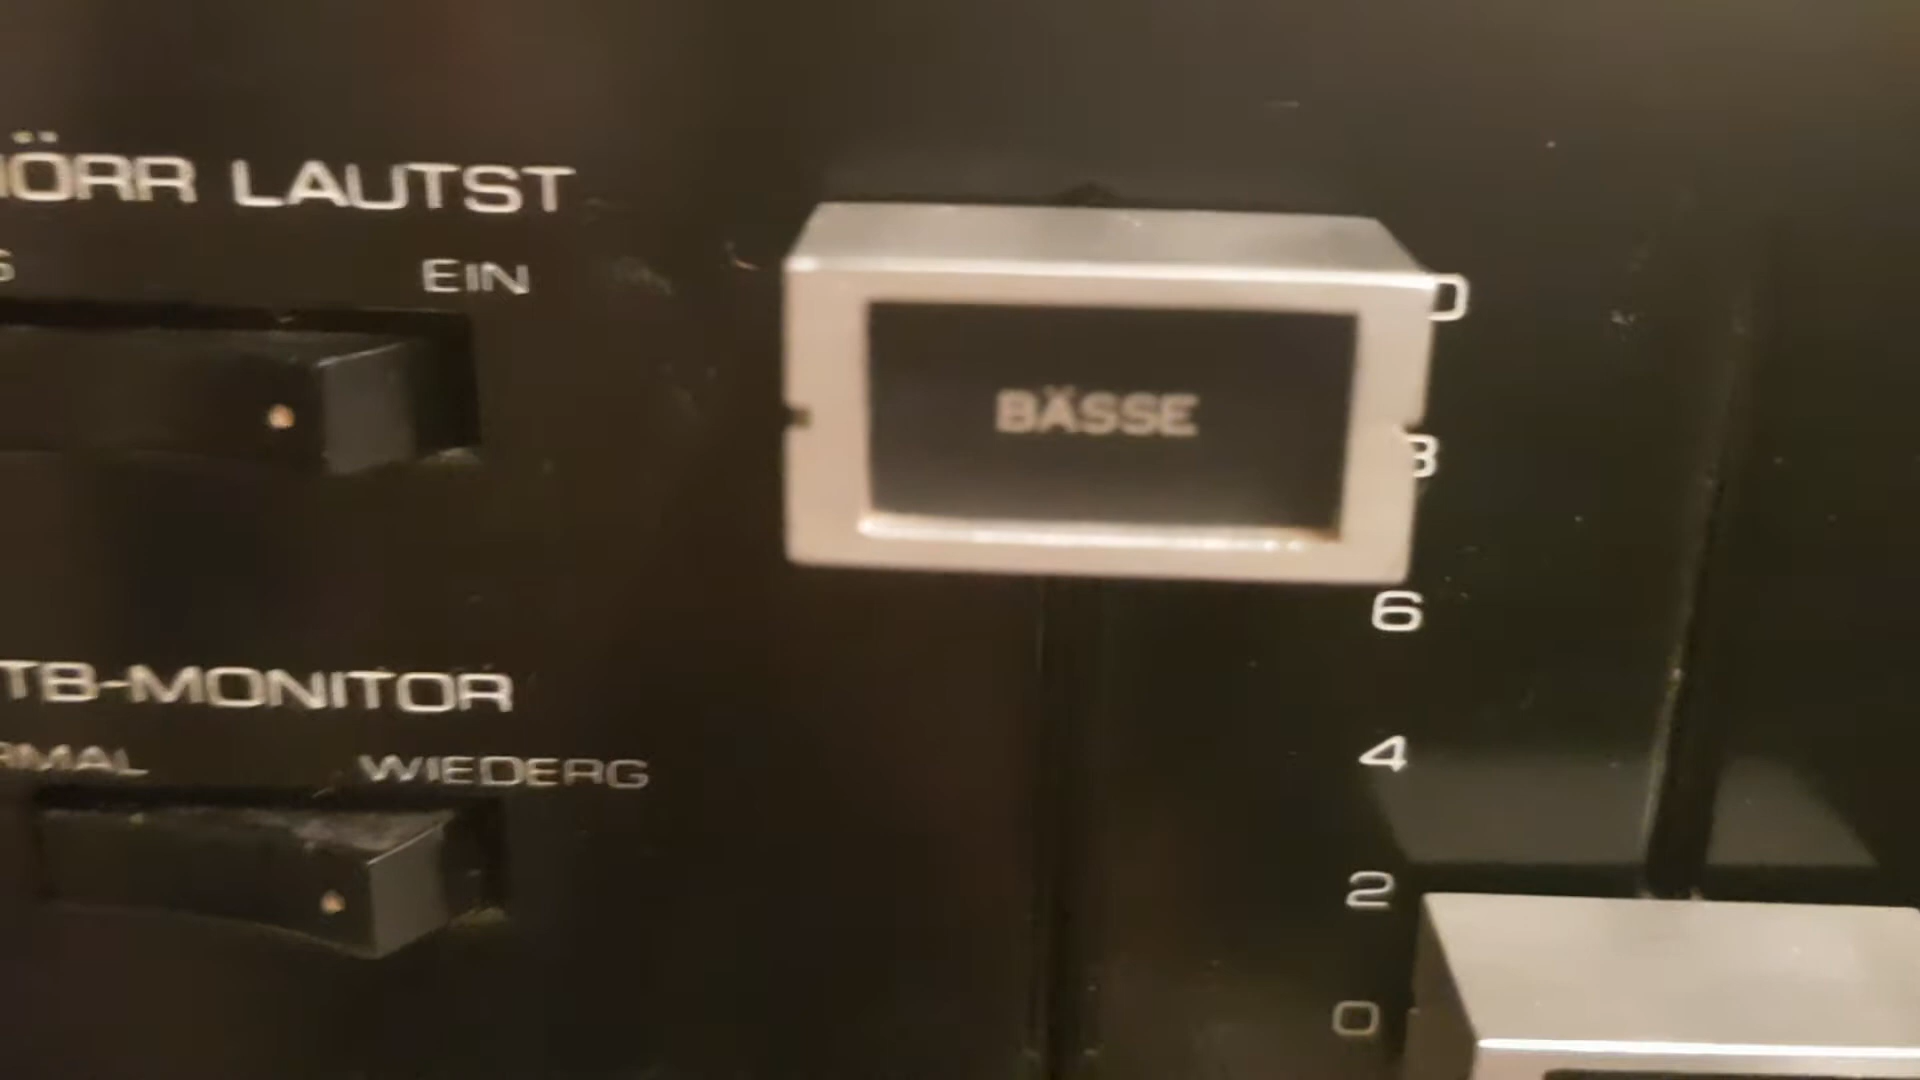 ÖRR LAUTST
EIN
BÄSSE
6
TB-MONITOR
RMAL WIEDERG
4
2
0